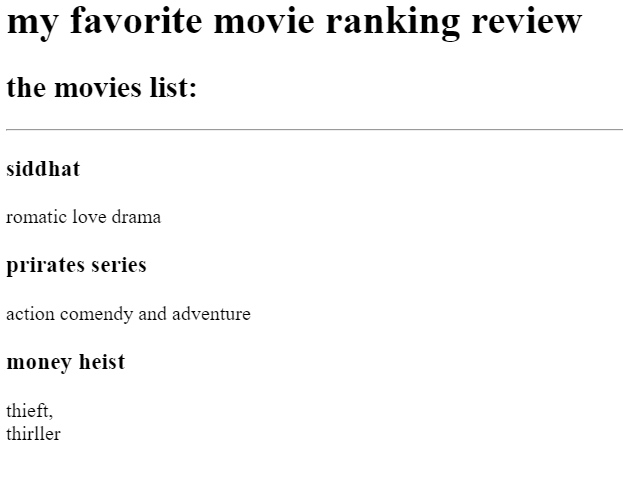 my favorite movie ranking review
the movies list:
siddhat
romatic love drama
prirates series
action comendy and adventure
money heist
thieft,
thirller